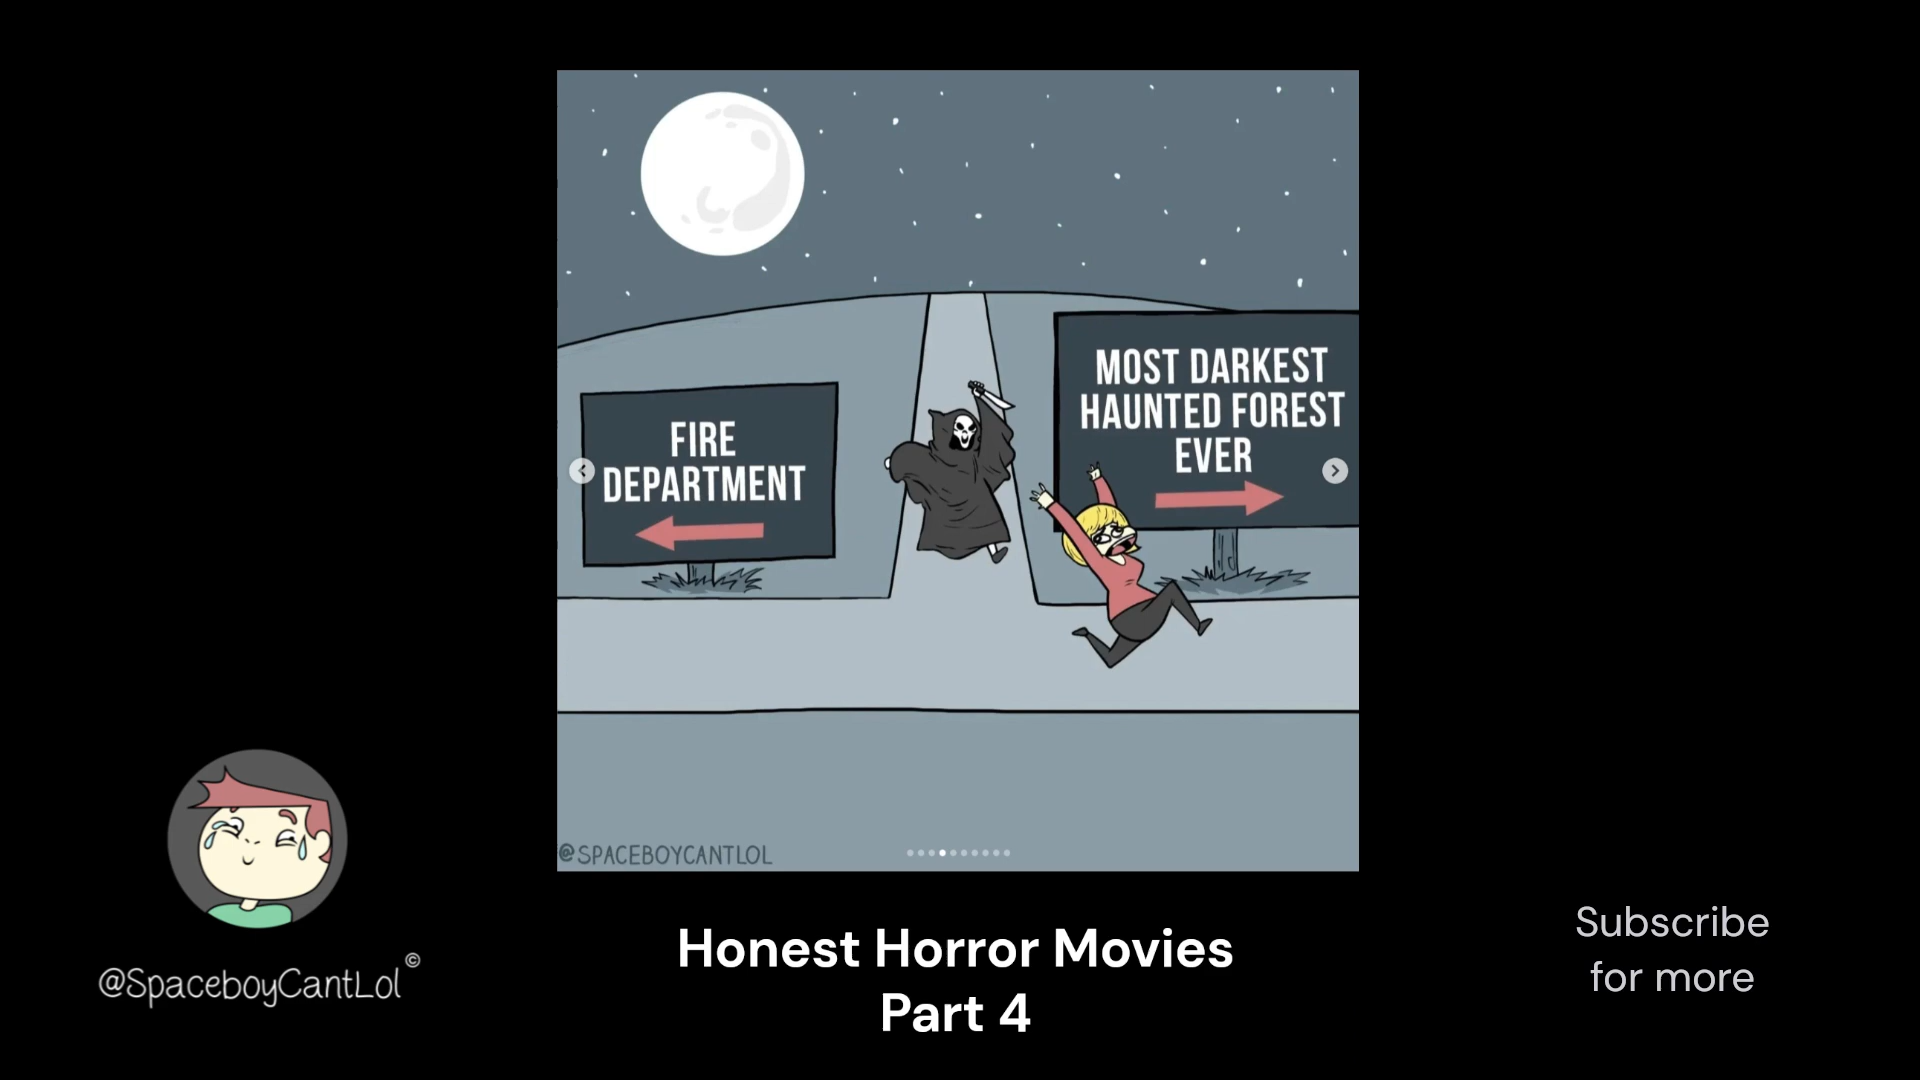 FIRE
DEPARTMENT
MOST DARKEST
HAUNTED FOREST
EVER
@SPACEBOYCANTLOL
@SpaceboyCantLol©
Honest Horror Movies
Part 4
Subscribe
for more